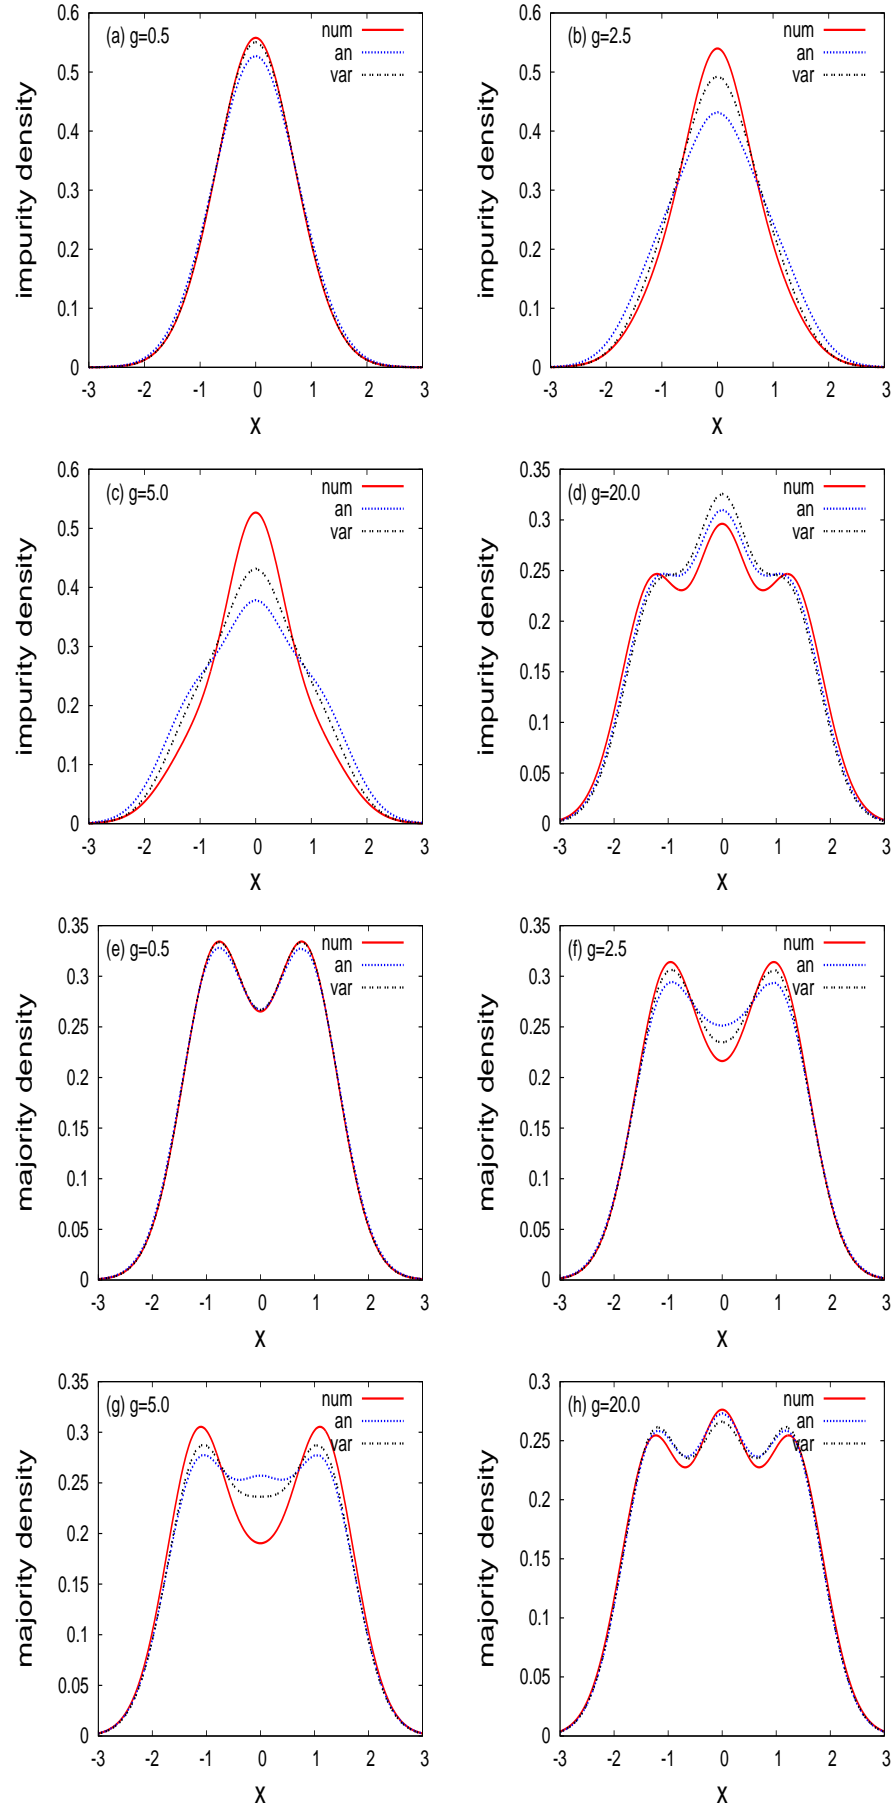 (a) g=0.5
num
an
var
0.6
0.5
0.4
0.3
0.2
0.1
0
-3 -2 -1 0 1 2 3
impurity density
x
(b) g=2.5
num
an
var
0.6
0.5
0.4
0.3
0.2
0.1
0
-3 -2 -1 0 1 2 3
impurity density
x
(c) g=5.0
num
an
var
0.6
0.5
0.4
0.3
0.2
0.1
0
-3 -2 -1 0 1 2 3
impurity density
x
(d) g=20.0
num
an
var
0.35
0.3
0.25
0.2
0.15
0.1
0.05
0
-3 -2 -1 0 1 2 3
impurity density
x
(e) g=0.5
num
an
var
0.35
0.3
0.25
0.2
0.15
0.1
0.05
0
-3 -2 -1 0 1 2 3
majority density
x
(f) g=2.5
num
an
var
0.35
0.3
0.25
0.2
0.15
0.1
0.05
0
-3 -2 -1 0 1 2 3
majority density
x
(g) g=5.0
num
an
var
0.35
0.3
0.25
0.2
0.15
0.1
0.05
0
-3 -2 -1 0 1 2 3
majority density
x
(h) g=20.0
num
an
var
0.3
0.25
0.2
0.15
0.1
0.05
0
-3 -2 -1 0 1 2 3
majority density
x